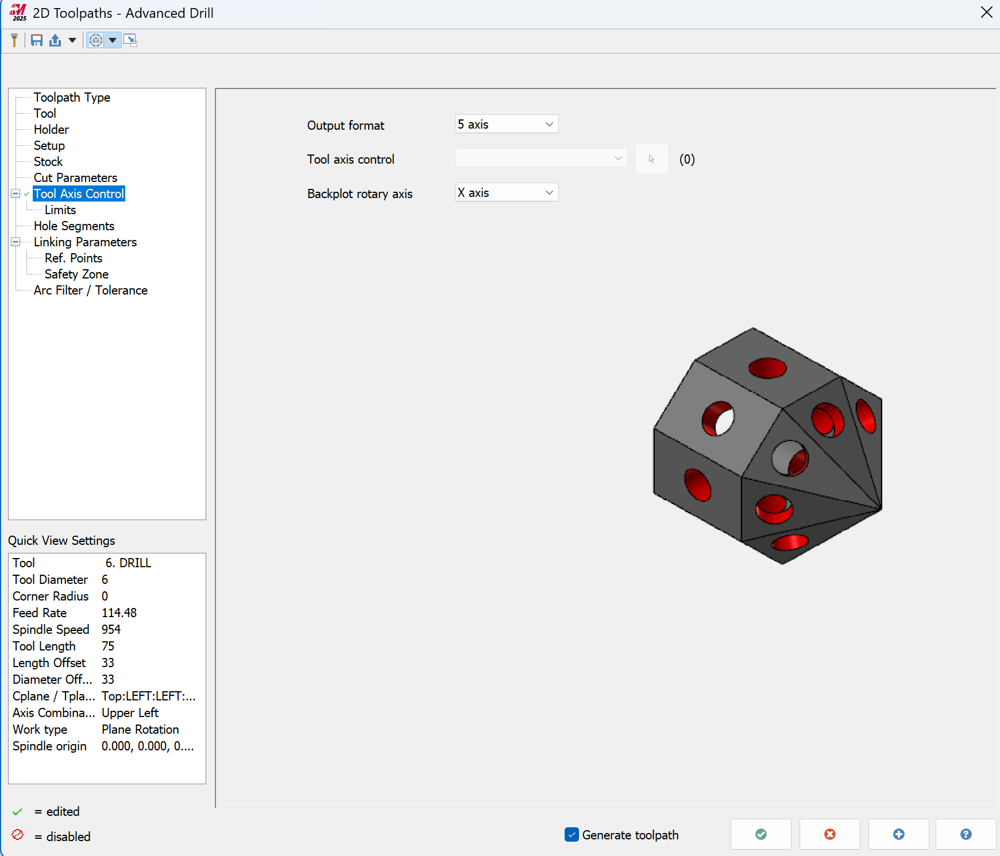 2025
2D Toolpaths - Advanced Drill
Toolpath Type
Tool
Holder
Setup
Stock
Cut Parameters
Tool Axis Control
Limits
Hole Segments
Linking Parameters
Ref. Points
Safety Zone
Arc Filter / Tolerance
Output format 5 axis
Tool axis control (0)
Backplot rotary axis X axis
Quick View Settings
Tool 6. DRILL
Tool Diameter 6
Corner Radius 0
Feed Rate 114.48
Spindle Speed 954
Tool Length 75
Length Offset 33
Diameter Off... 33
Cplane / Tpla... Top:LEFT:LEFT:...
Axis Combina... Upper Left
Work type Plane Rotation
Spindle origin 0.000, 0.000, 0....
= edited
= disabled
Generate toolpath